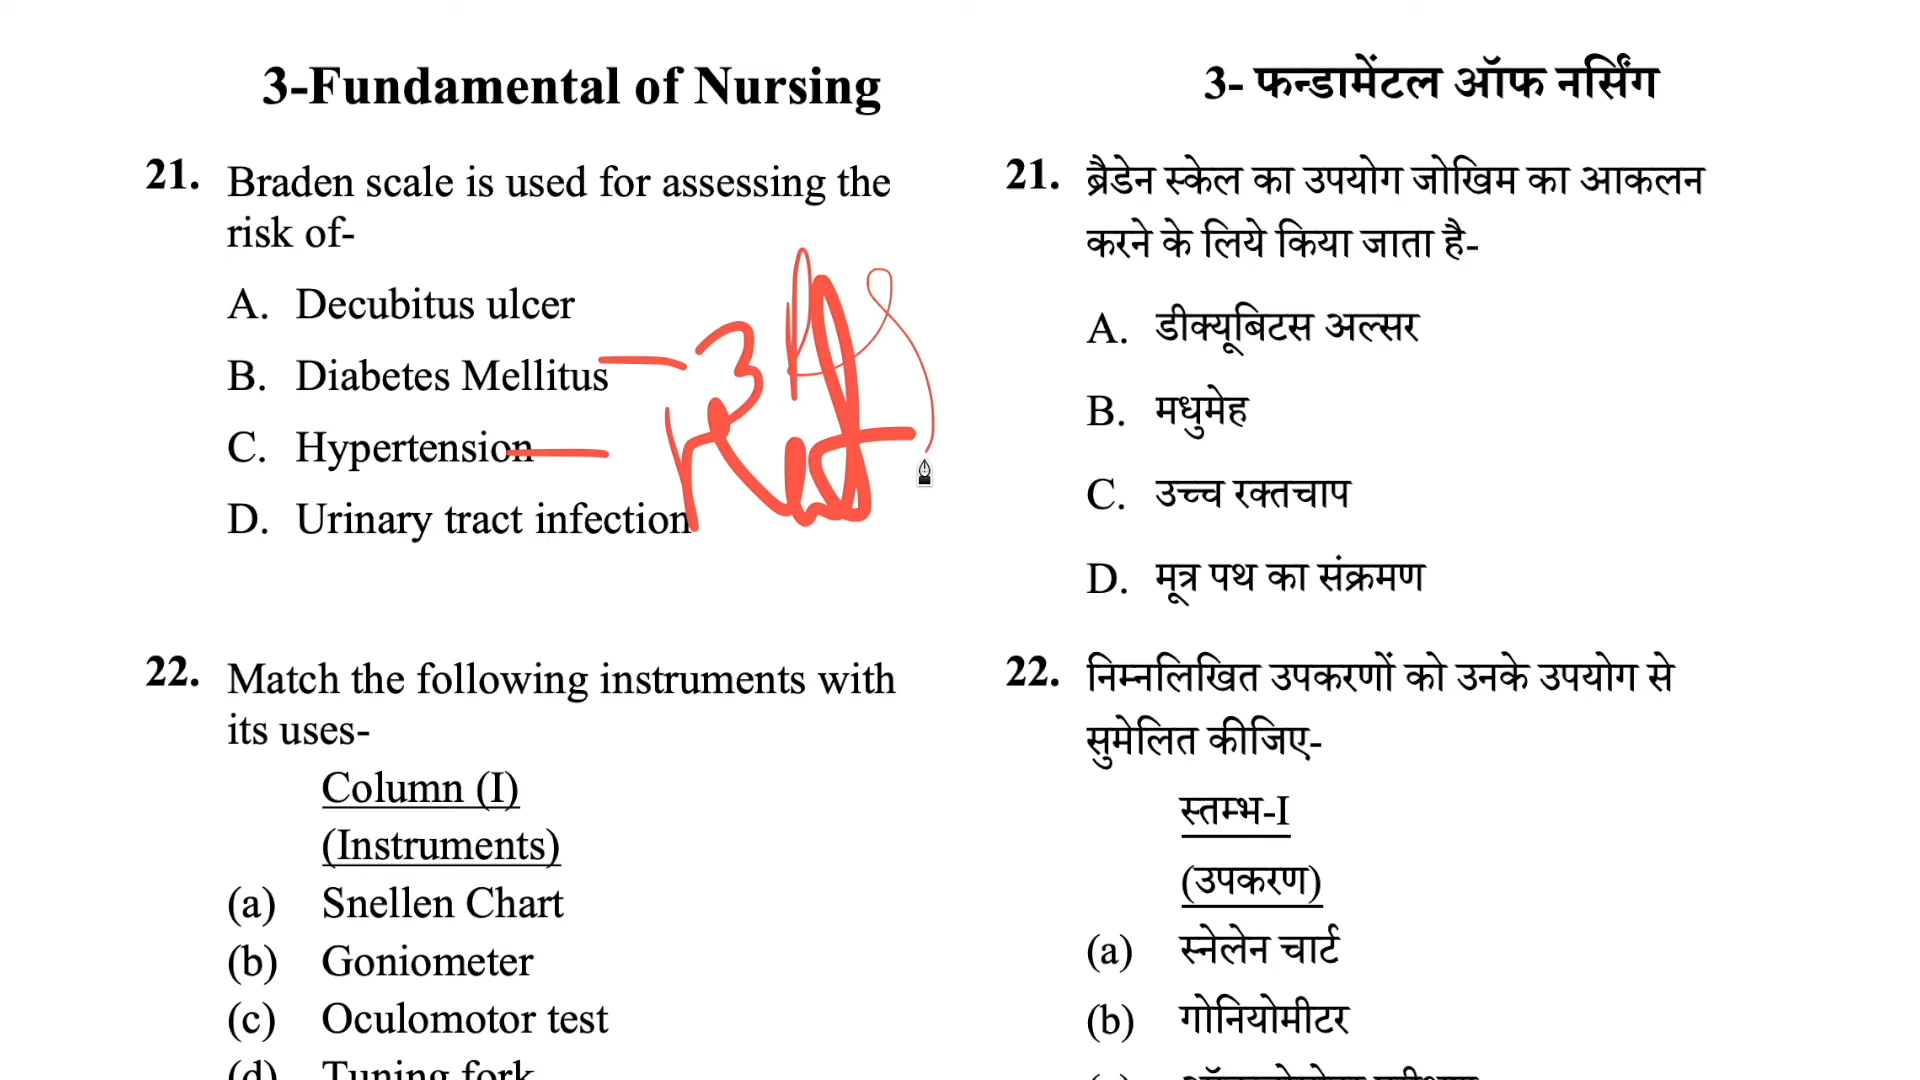 3-Fundamental of Nursing
21. Braden scale is used for assessing the
risk of-
A. Decubitus ulcer
B. Diabetes Mellitus
C. Hypertension
D. Urinary tract infection
22. Match the following instruments with
its uses-
Column (I)
(Instruments)
(a) Snellen Chart
(b) Goniometer
(c) Oculomotor test
(d) Tuning fork
3- फन्डामेंटल ऑफ नर्सिंग
21. ब्रैडेन स्केल का उपयोग जोखिम का आकलन
करने के लिये किया जाता है-
A. डीक्यूबिटस अल्सर
B. मधुमेह
C. उच्च रक्तचाप
D. मूत्र पथ का संक्रमण
22. निम्नलिखित उपकरणों को उनके उपयोग से
सुमेलित कीजिए-
स्तम्भ-I
(उपकरण)
(a) स्नेलेन चार्ट
(b) गोनियोमीटर